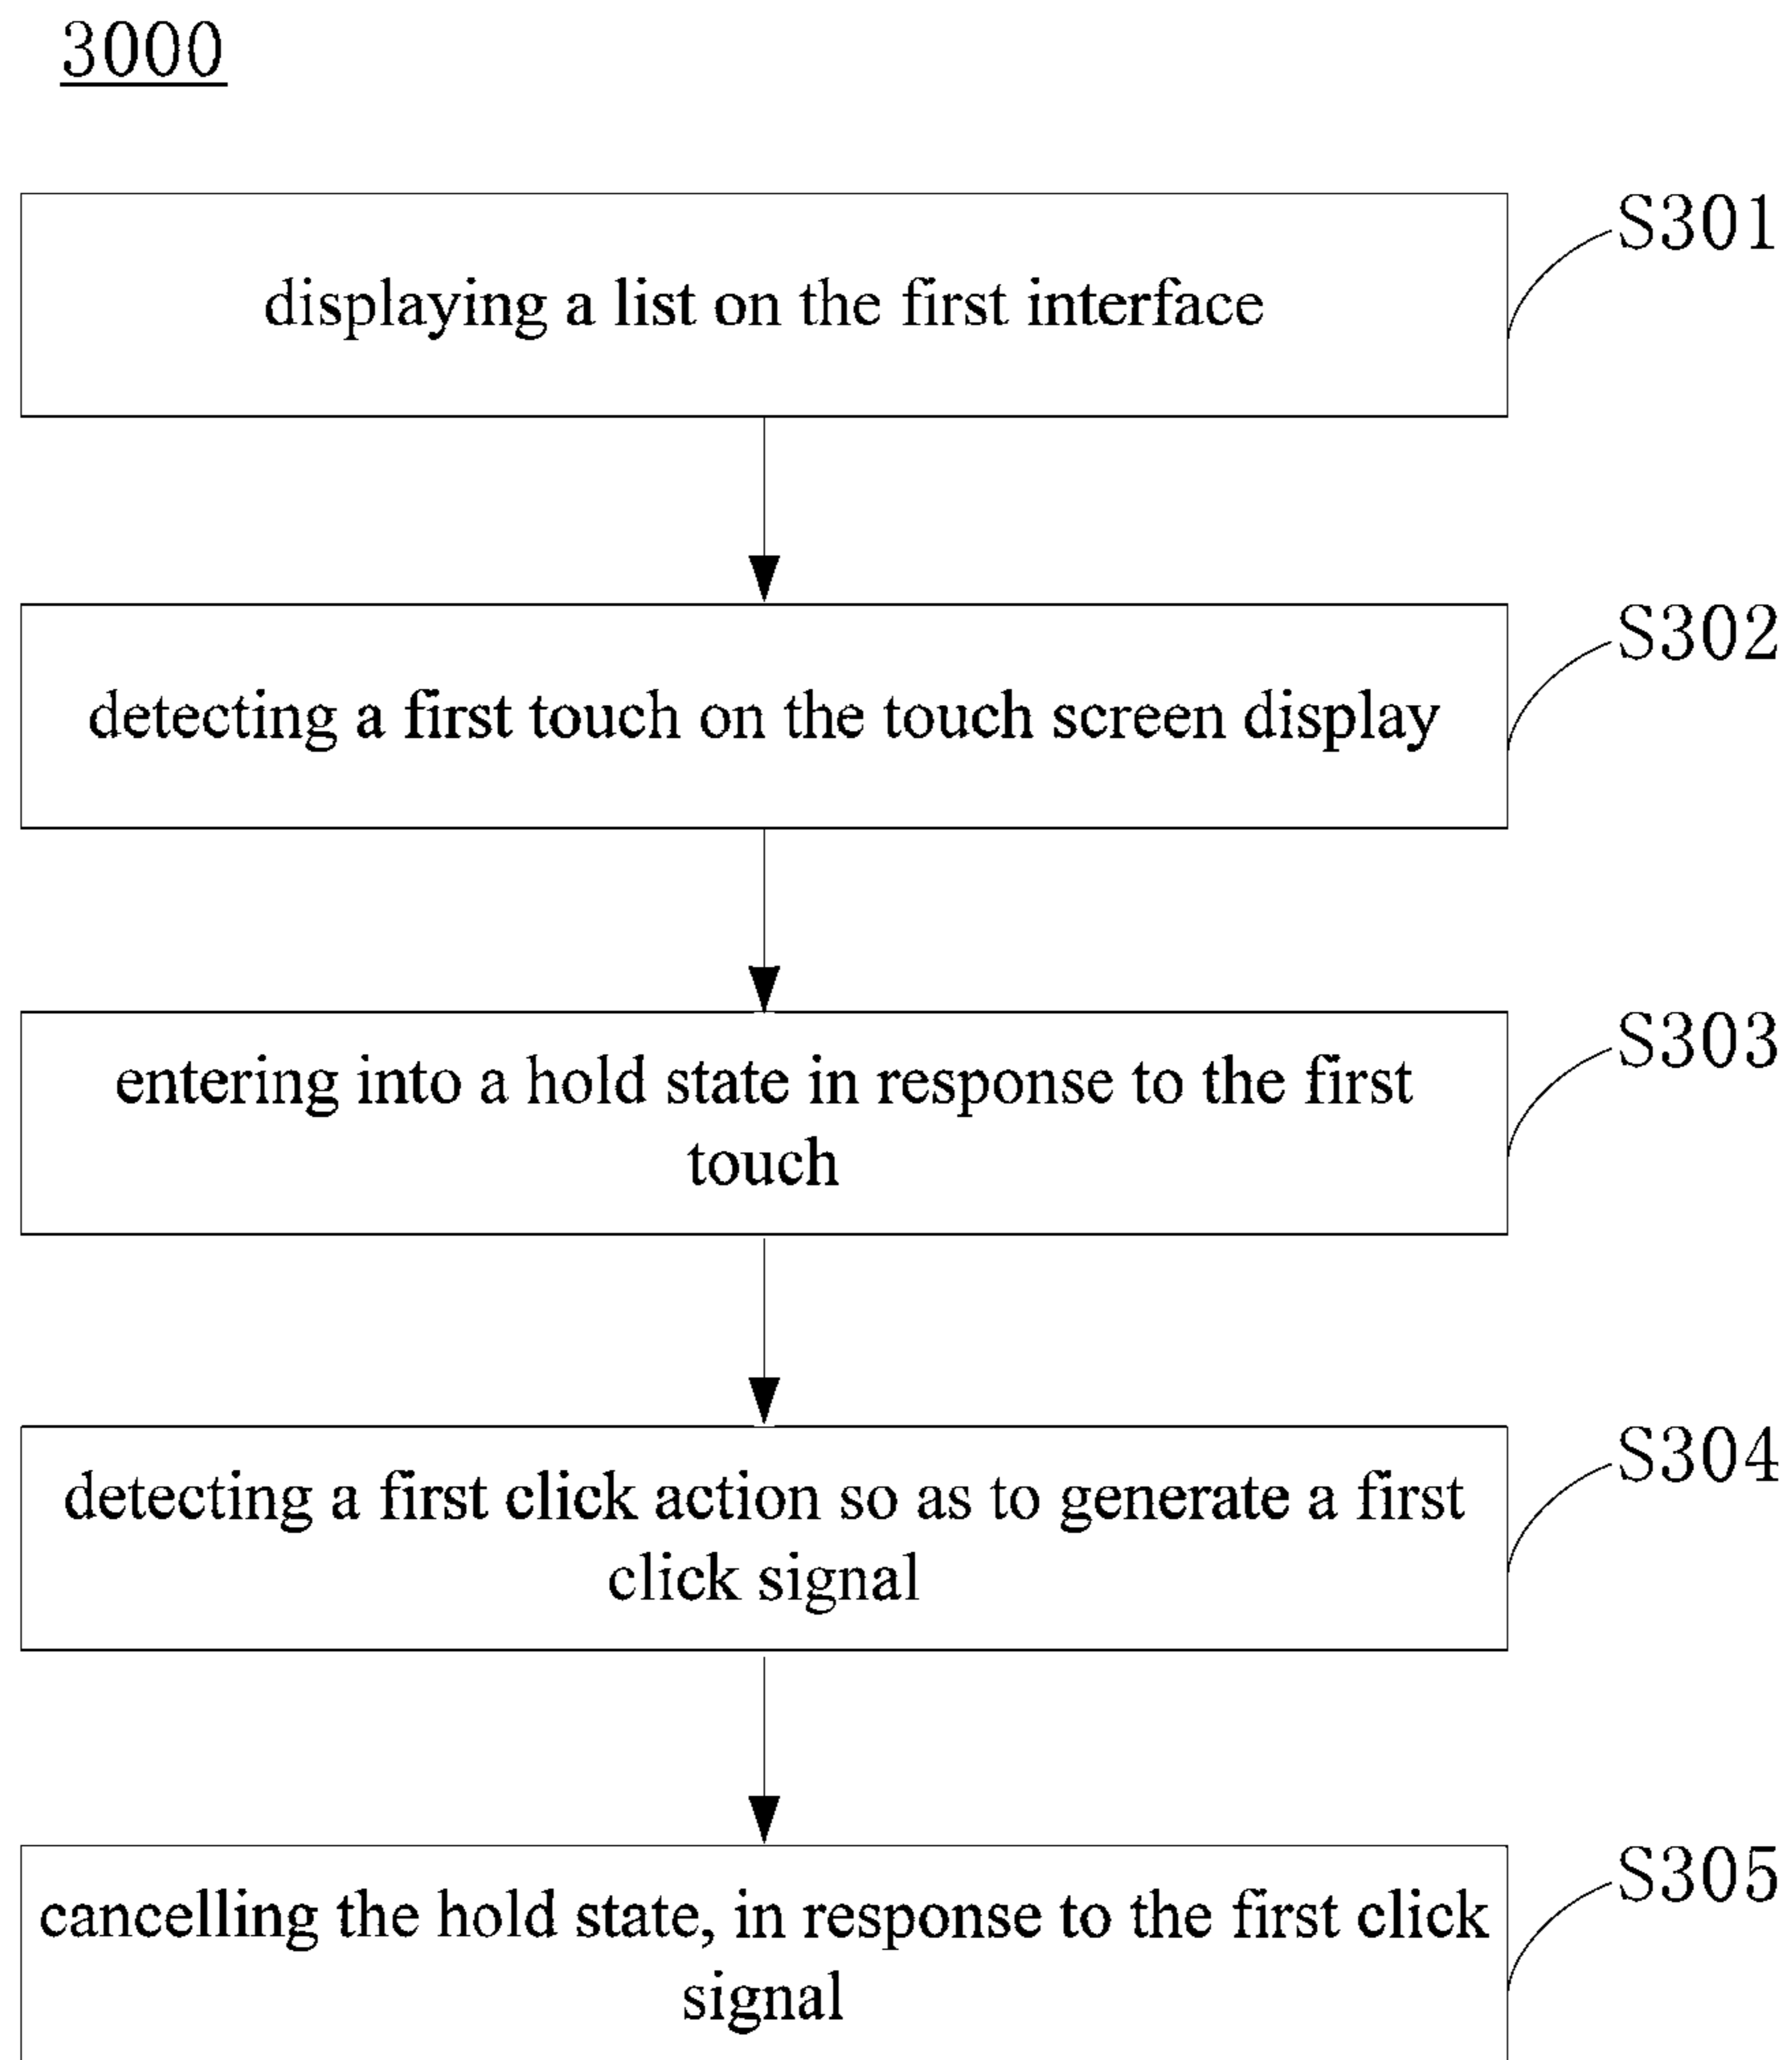 3000
S301
displaying a list on the first interface
S302
detecting a first touch on the touch screen display
S303
entering into a hold state in response to the first
touch
S304
detecting a first click action so as to generate a first
click signal
S305
cancelling the hold state, in response to the first click
signal